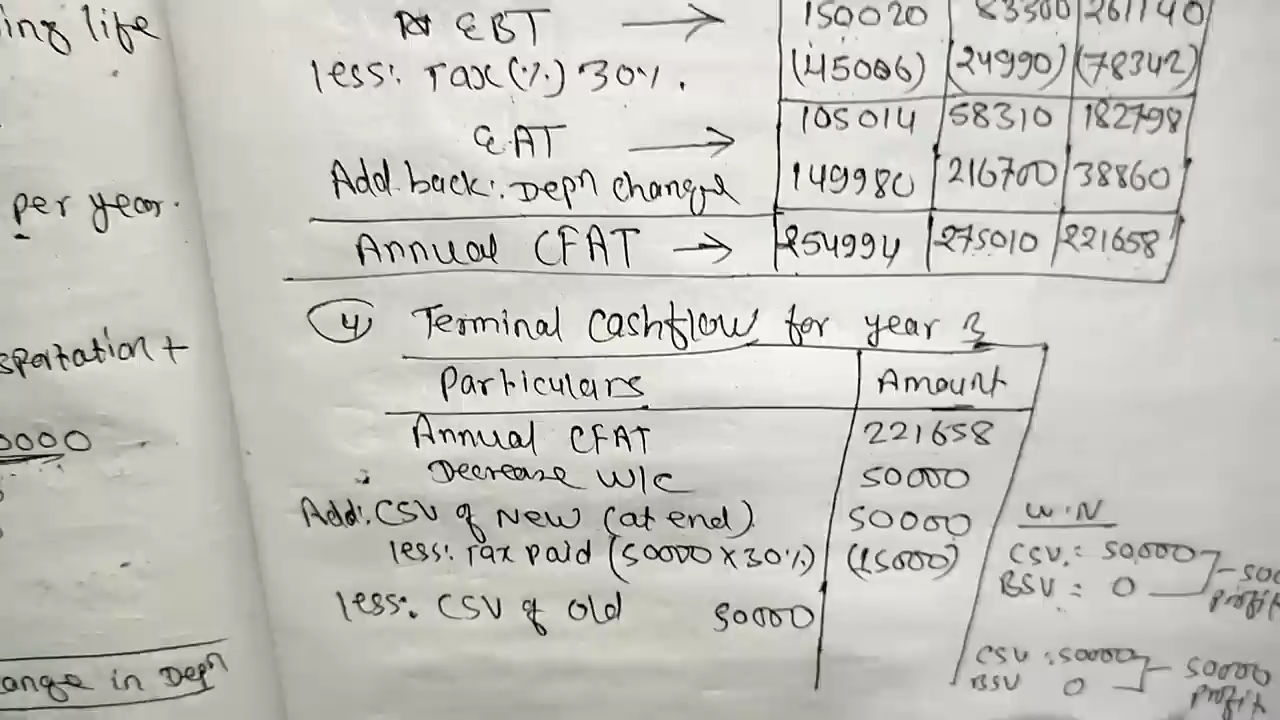 ing life
per year.
sportation +
0000
ange in Depn
EBT → 150020 | 83300 | 261140
less: Tax (%) 30%. (45006) | (24990) | (78342)
EAT → 105014 | 58310 | 182798
Add back: Depn change 149980 | 216700 | 38860
Annual CFAT → 254994 | 275010 | 221658
4 Terminal Cashflow for year 3
Particulars | Amount
Annual CFAT | 221658
Decrease W/C | 50000
Add: CSV of New (at end) | 50000
less: Tax paid (50000 x 30%) | (15000)
less: CSV of Old 50000
W.N
CSV: 50000
BSV = 0
CSV : 50000 - 50000
BSV 0 Profit